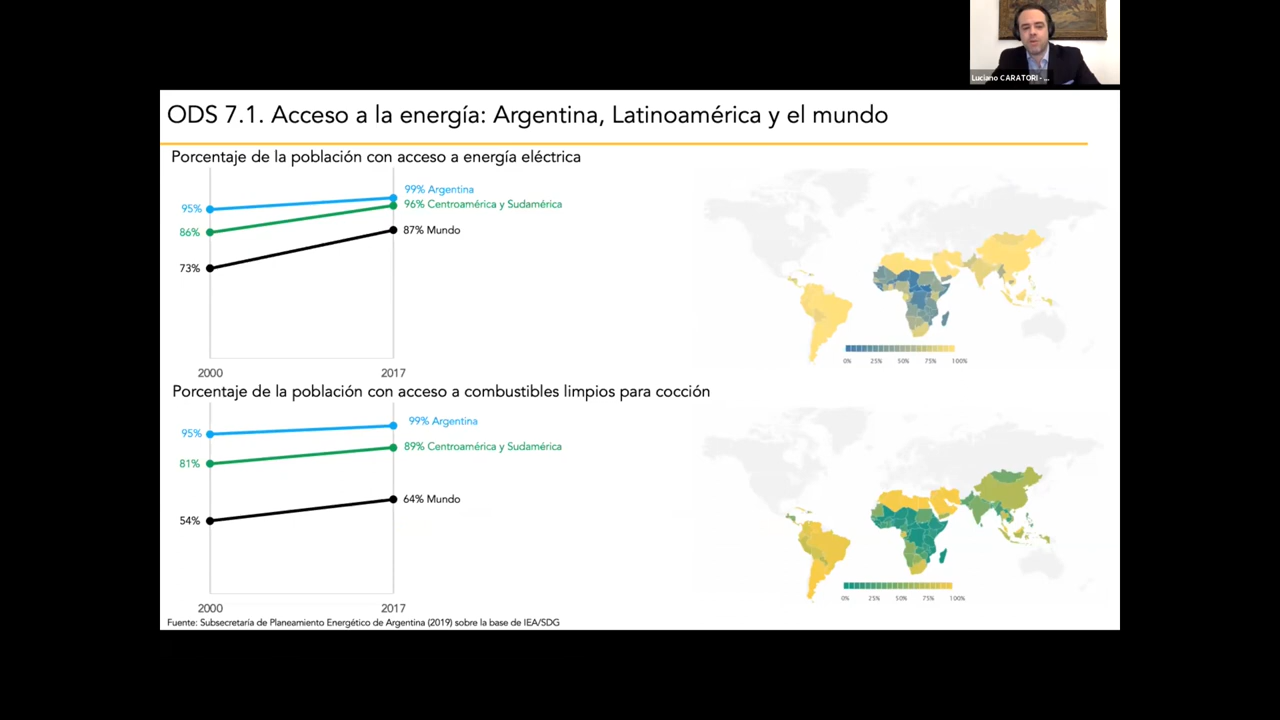 Luciano CARATORI - ...
ODS 7.1. Acceso a la energía: Argentina, Latinoamérica y el mundo
Porcentaje de la población con acceso a energía eléctrica
99% Argentina
95%
96% Centroamérica y Sudamérica
86%
87% Mundo
73%
0% 25% 50% 75% 100%
2000 2017
Porcentaje de la población con acceso a combustibles limpios para cocción
99% Argentina
95%
89% Centroamérica y Sudamérica
81%
64% Mundo
54%
0% 25% 50% 75% 100%
2000 2017
Fuente: Subsecretaría de Planeamiento Energético de Argentina (2019) sobre la base de IEA/SDG